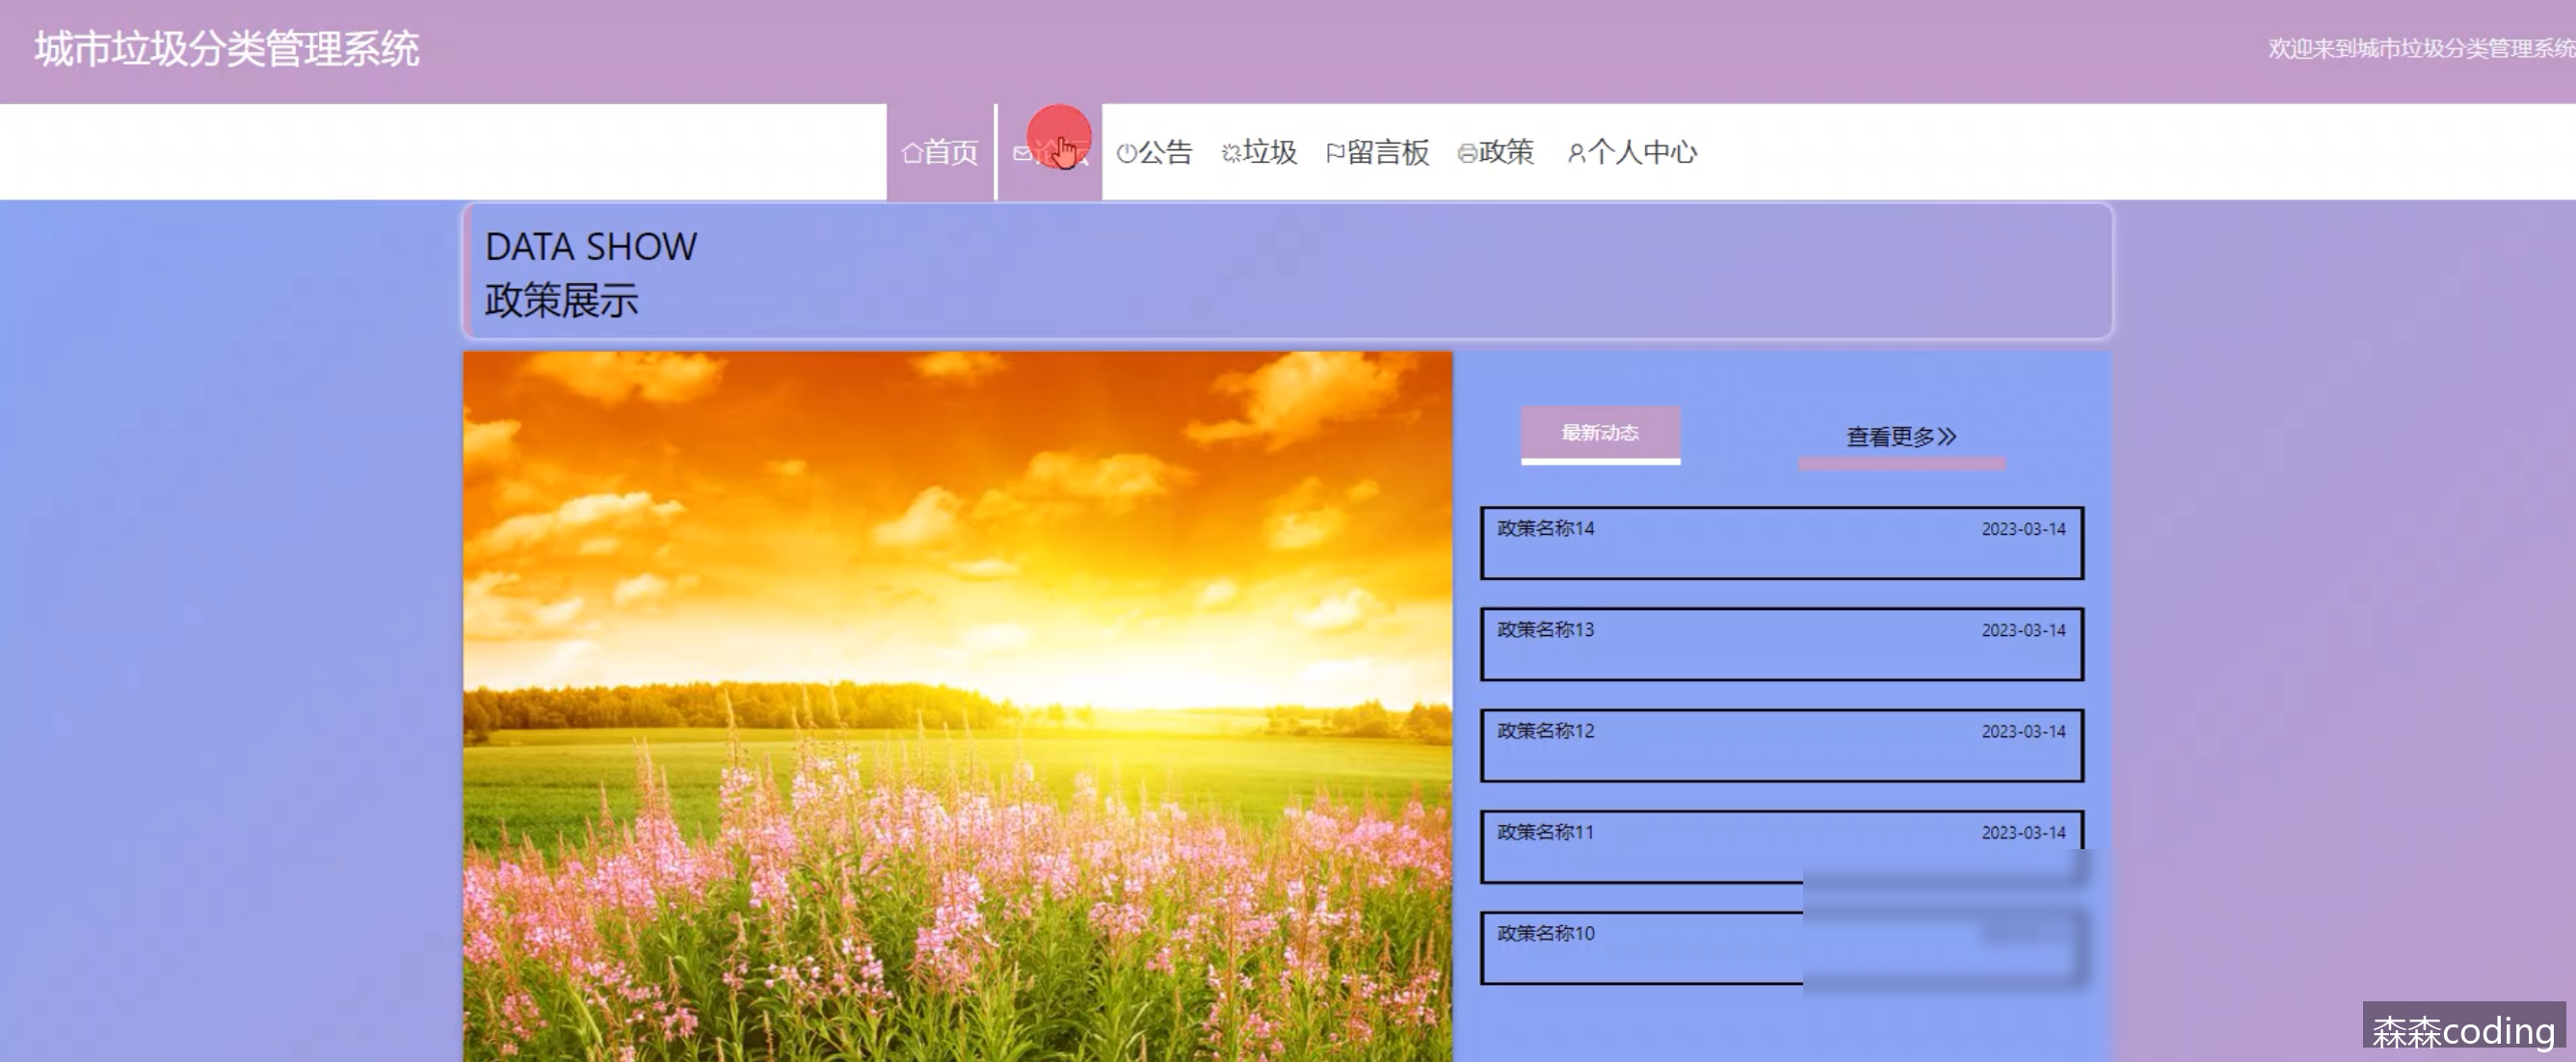 城市垃圾分类管理系统
欢迎来到城市垃圾分类管理系统
首页
公告
垃圾
留言板
政策
个人中心
DATA SHOW
政策展示
最新动态
查看更多
政策名称14
2023-03-14
政策名称13
2023-03-14
政策名称12
2023-03-14
政策名称11
2023-03-14
政策名称10
森森coding